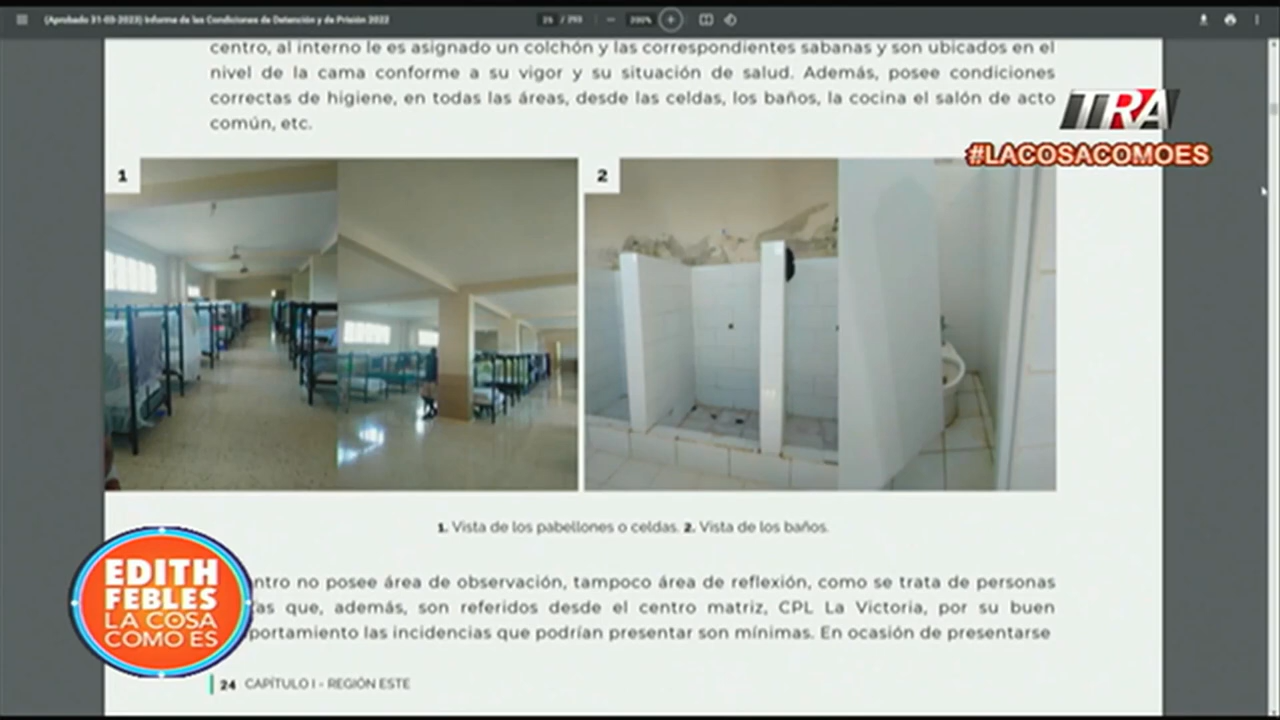 (Aprobado 31-03-2023) Informe de las Condiciones de Detención y de Prisión 2022
25 / 293
200%
centro, al interno le es asignado un colchón y las correspondientes sabanas y son ubicados en el
nivel de la cama conforme a su vigor y su situación de salud. Además, posee condiciones
correctas de higiene, en todas las áreas, desde las celdas, los baños, la cocina el salón de acto
común, etc.
TRA
#LACOSACOMOES
1
2
1. Vista de los pabellones o celdas. 2. Vista de los baños.
ntro no posee área de observación, tampoco área de reflexión, como se trata de personas
as que, además, son referidos desde el centro matriz, CPL La Victoria, por su buen
portamiento las incidencias que podrían presentar son mínimas. En ocasión de presentarse
EDITH
FEBLES
LA COSA
COMO ES
24 CAPÍTULO I - REGIÓN ESTE